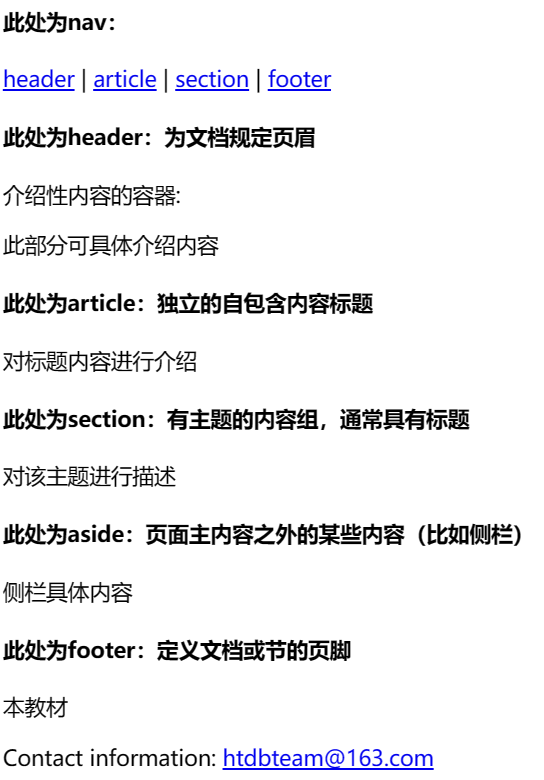 此处为nav：
header | article | section | footer
此处为header：为文档规定页眉
介绍性内容的容器:
此部分可具体介绍内容
此处为article：独立的自包含内容标题
对标题内容进行介绍
此处为section：有主题的内容组，通常具有标题
对该主题进行描述
此处为aside：页面主内容之外的某些内容（比如侧栏）
侧栏具体内容
此处为footer：定义文档或节的页脚
本教材
Contact information: htdbteam@163.com